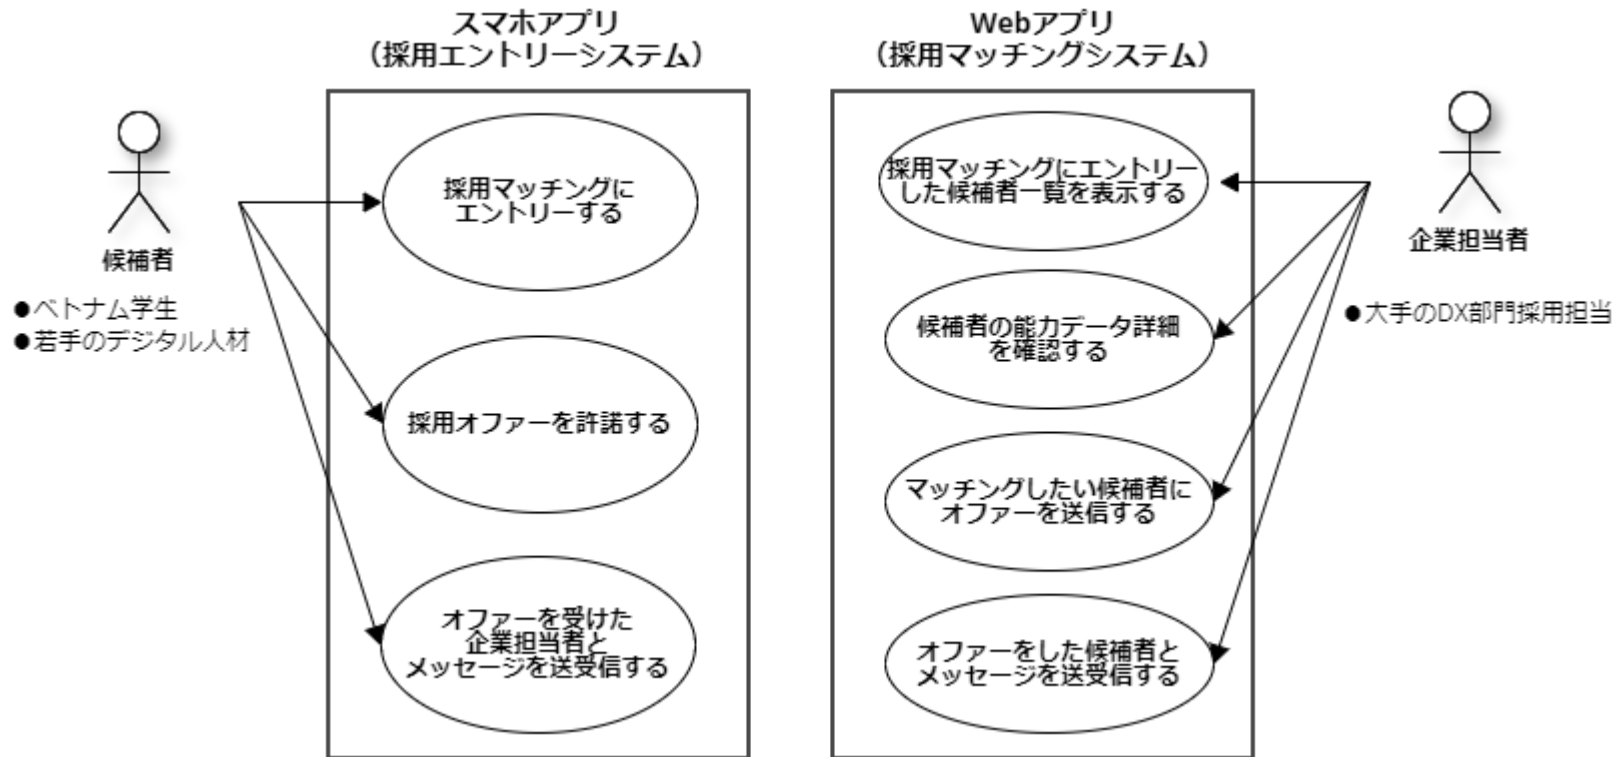 スマホアプリ
（採用エントリーシステム）
候補者
●ベトナム学生
●若手のデジタル人材
採用マッチングに
エントリーする
採用オファーを許諾する
オファーを受けた
企業担当者と
メッセージを送受信する
Webアプリ
（採用マッチングシステム）
採用マッチングにエントリー
した候補者一覧を表示する
候補者の能力データ詳細
を確認する
マッチングしたい候補者に
オファーを送信する
オファーをした候補者と
メッセージを送受信する
企業担当者
●大手のDX部門採用担当